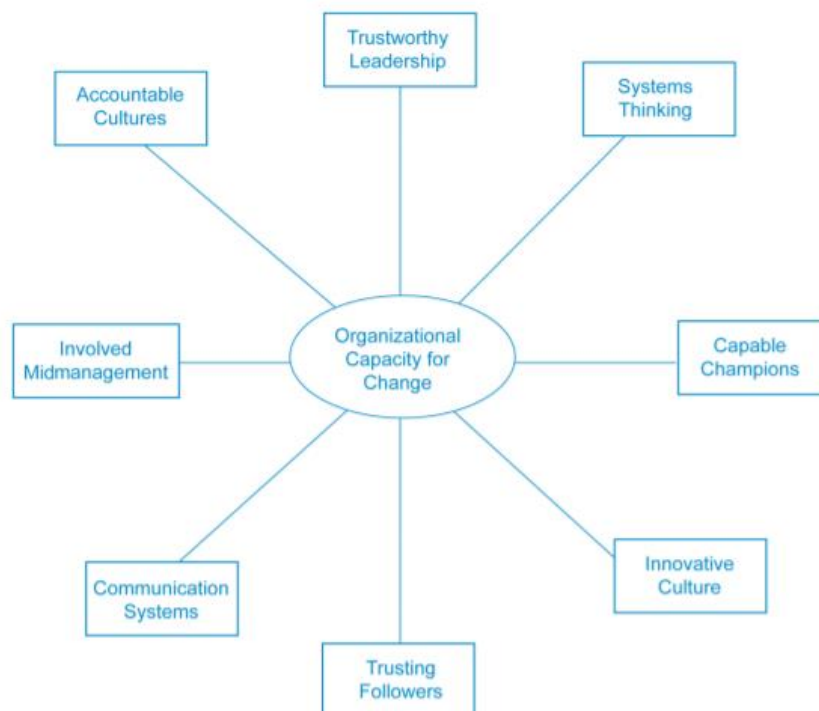 Trustworthy
Leadership
Accountable
Cultures
Systems
Thinking
Organizational
Capacity for
Change
Involved
Midmanagement
Capable
Champions
Communication
Systems
Innovative
Culture
Trusting
Followers